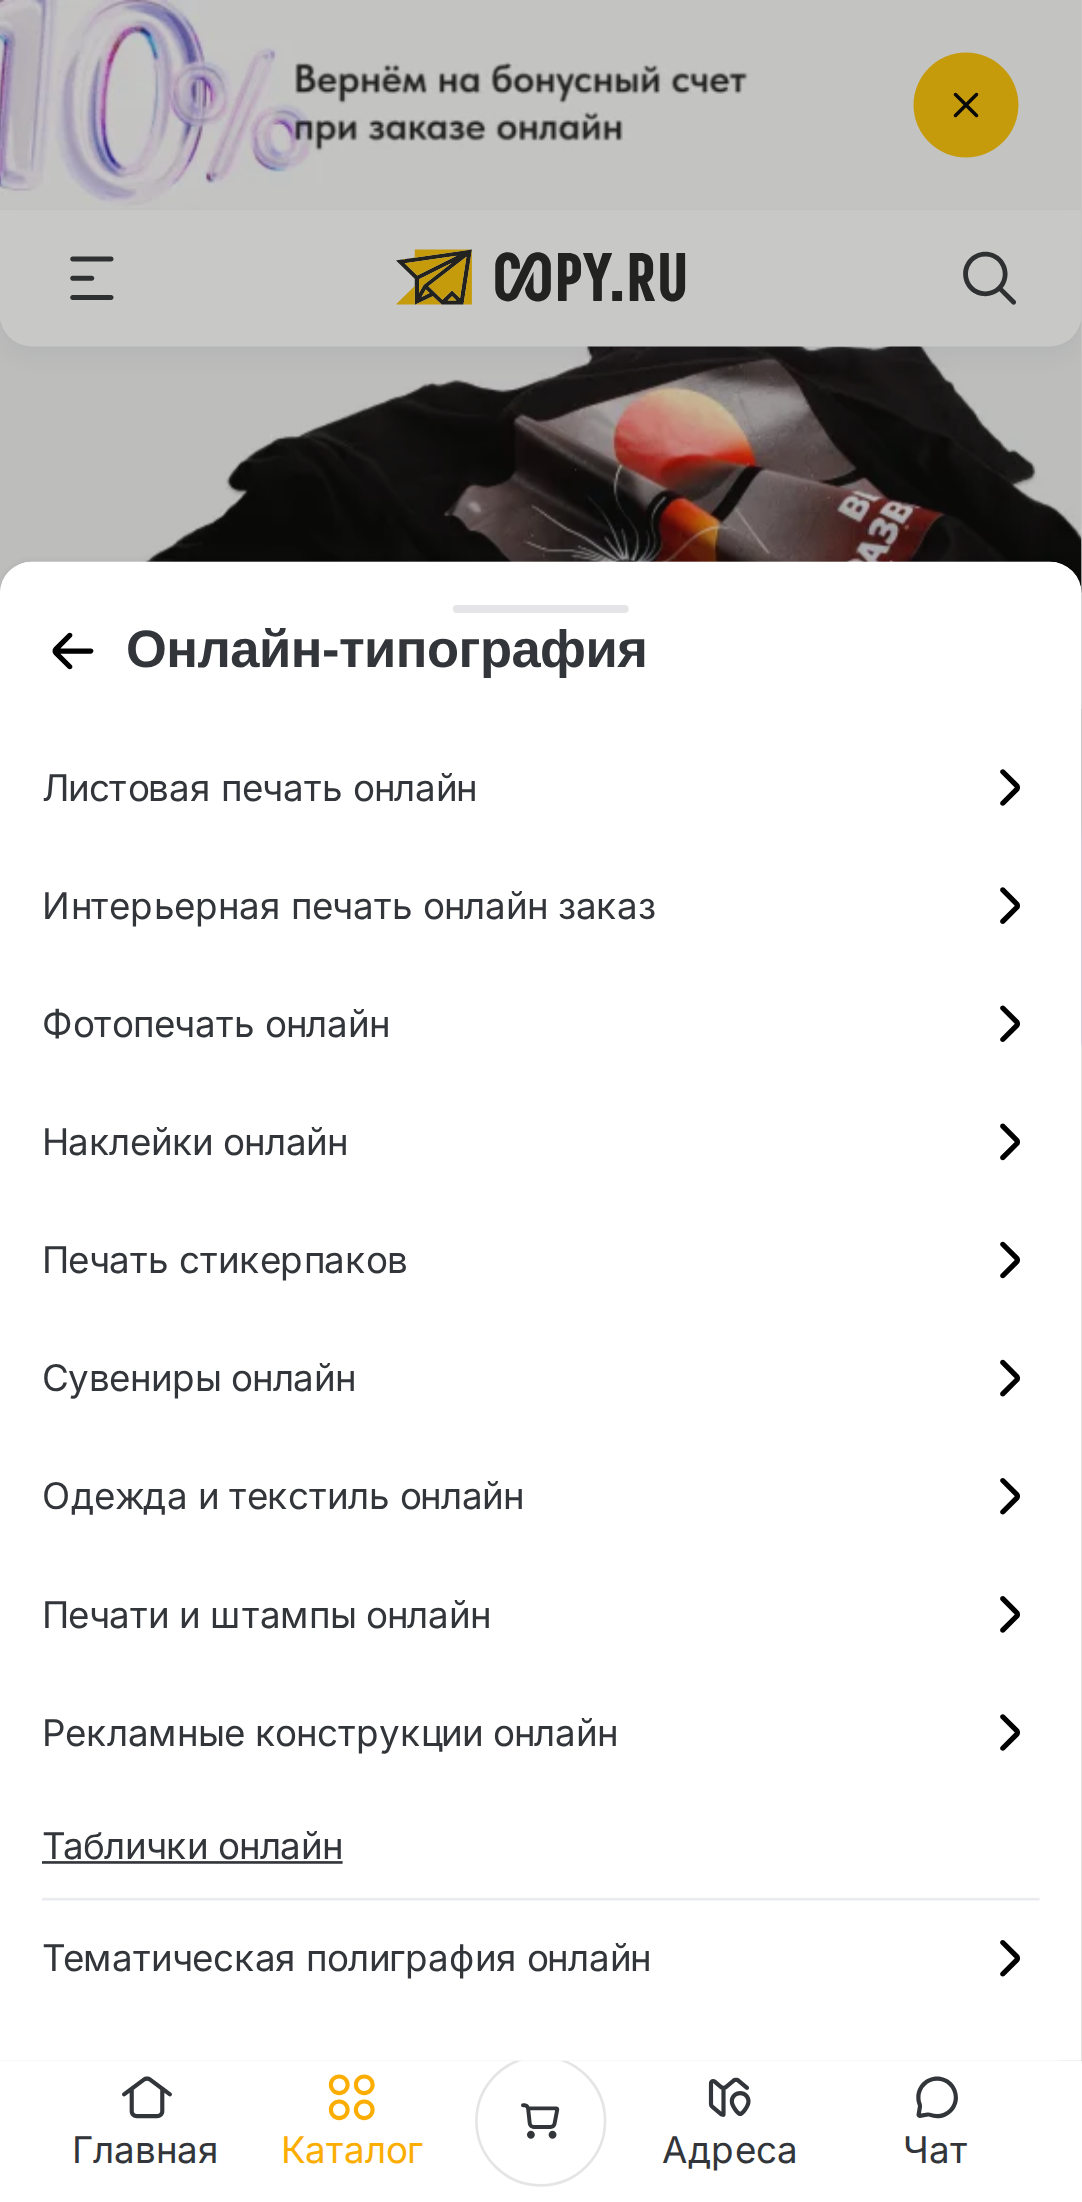 10%
Вернём на бонусный счет
при заказе онлайн
COPY.RU
Онлайн-типография
Листовая печать онлайн
Интерьерная печать онлайн заказ
Фотопечать онлайн
Наклейки онлайн
Печать стикерпаков
Сувениры онлайн
Одежда и текстиль онлайн
Печати и штампы онлайн
Рекламные конструкции онлайн
Таблички онлайн
Тематическая полиграфия онлайн
Главная
Каталог
Адреса
Чат